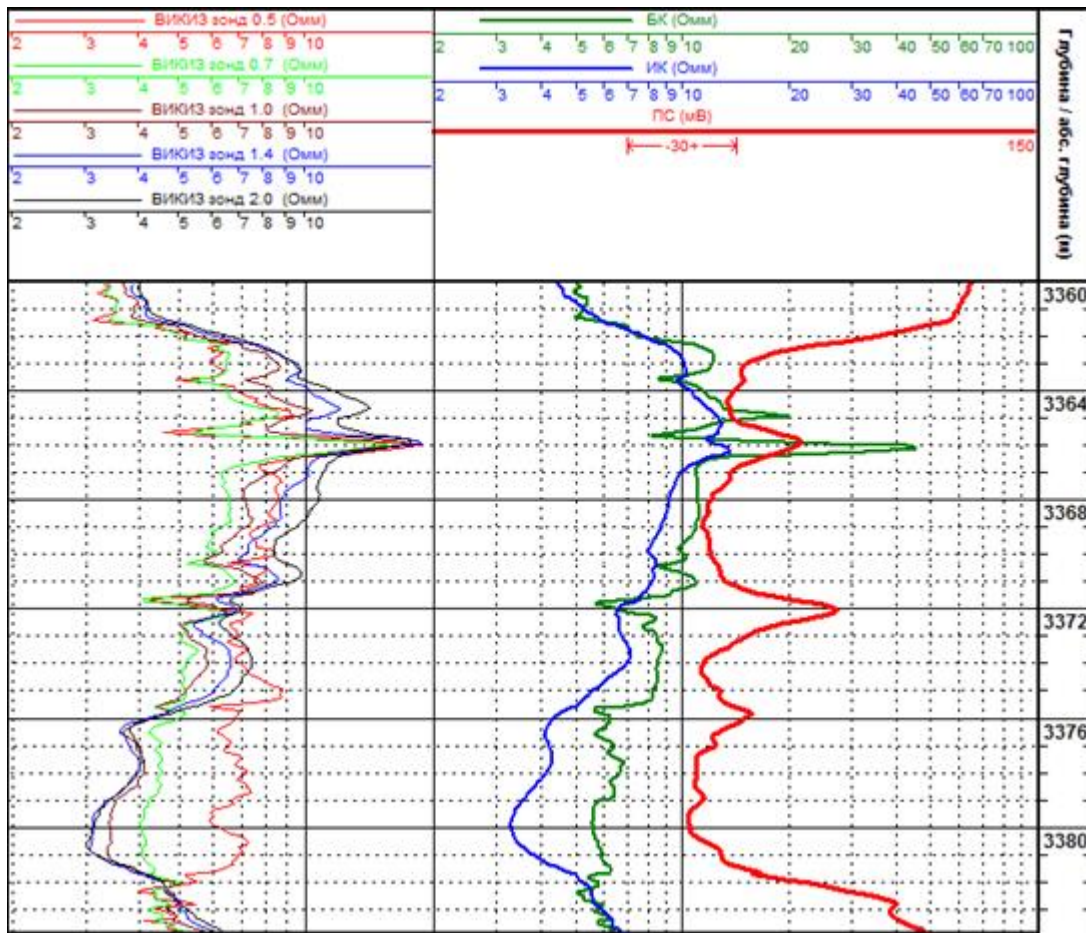 ВИКИЗ зонд 0.5 (Омм)
2 3 4 5 6 7 8 9 10
ВИКИЗ зонд 0.7 (Омм)
2 3 4 5 6 7 8 9 10
ВИКИЗ зонд 1.0 (Омм)
2 3 4 5 6 7 8 9 10
ВИКИЗ зонд 1.4 (Омм)
2 3 4 5 6 7 8 9 10
ВИКИЗ зонд 2.0 (Омм)
2 3 4 5 6 7 8 9 10
БК (Омм)
2 3 4 5 6 7 8 9 10 20 30 40 50 60 70 100
ИК (Омм)
2 3 4 5 6 7 8 9 10 20 30 40 50 60 70 100
ПС (мВ)
-30+ 150
Глубина / абс. глубина (м)
3360
3364
3368
3372
3376
3380